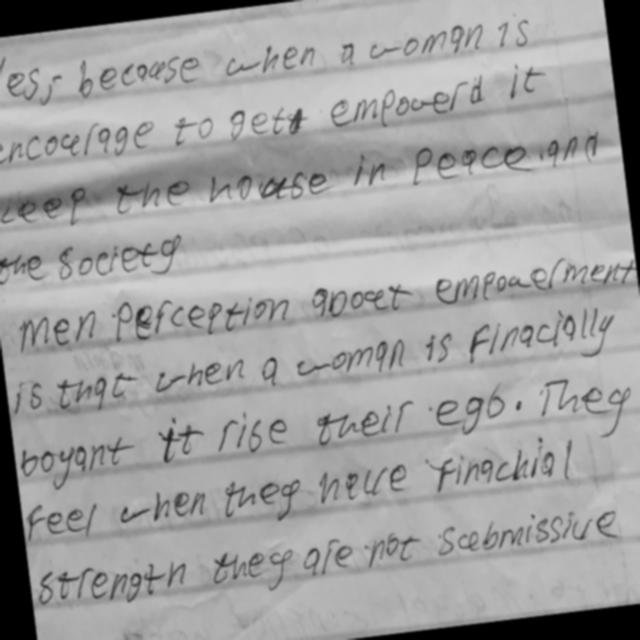 less because when a woman is
encourage to get empowerd it
keep the house in peace and
the society
men perception about empowerment
is that when a woman is finacially
boyant it rise their ego. They
feel when they have finachial
strength they are not submissive